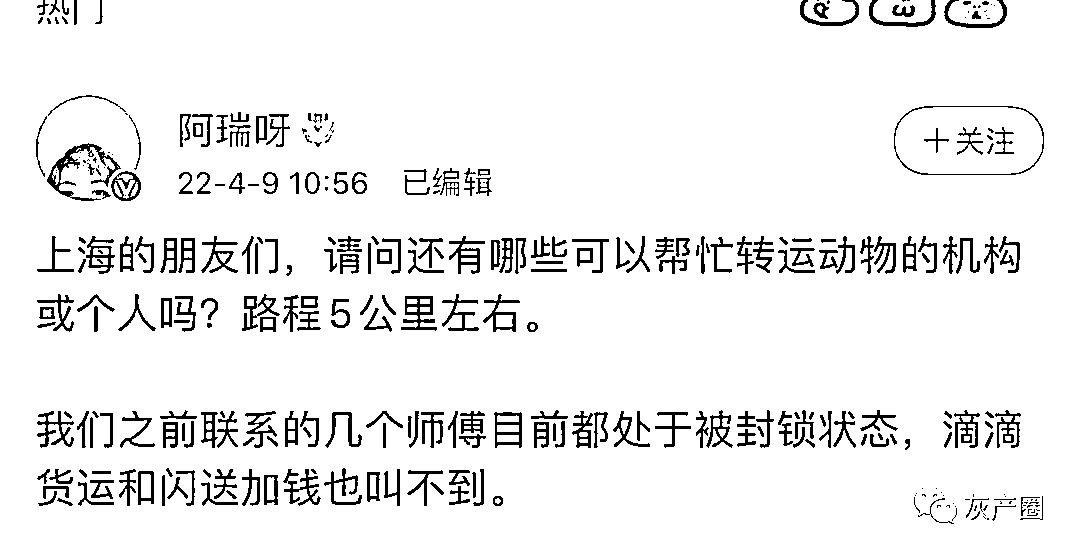 热门
阿瑞呀
22-4-9 10:56 已编辑
+关注
上海的朋友们，请问还有哪些可以帮忙转运动物的机构
或个人吗？路程5公里左右。
我们之前联系的几个师傅目前都处于被封锁状态，滴滴
货运和闪送加钱也叫不到。
灰产圈